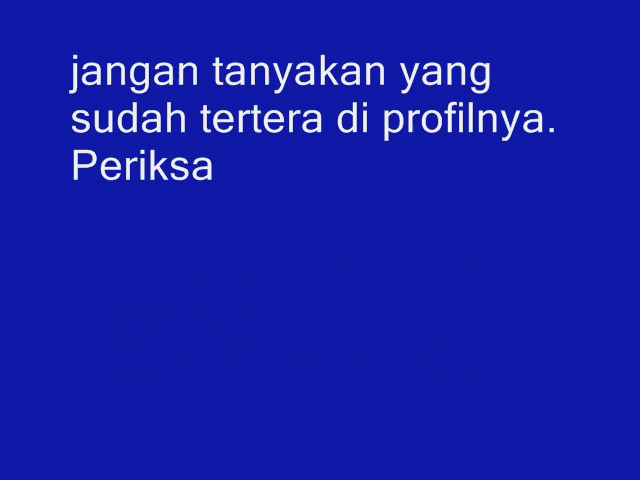 jangan tanyakan yang
sudah tertera di profilnya.
Periksa